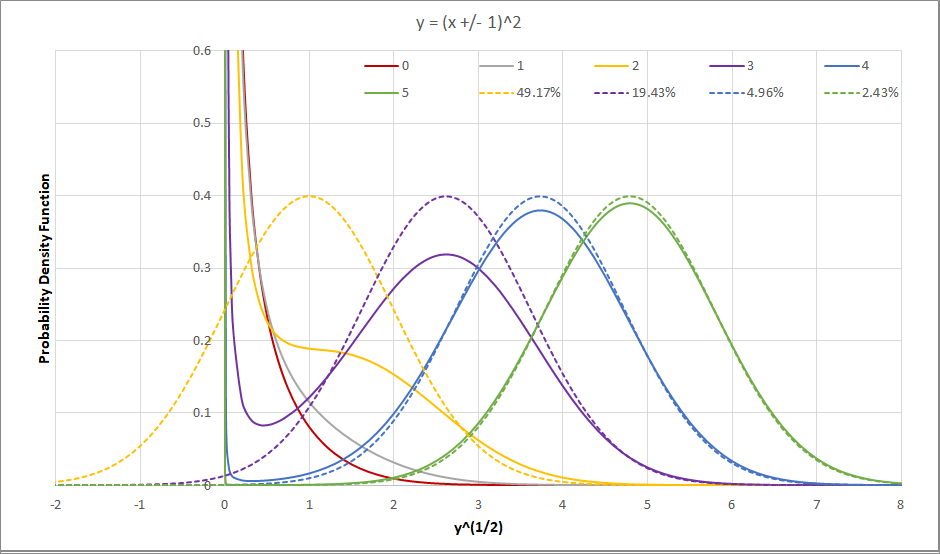 y = (x +/- 1)^2
0.6
0 1 2 3 4
5 49.17% 19.43% 4.96% 2.43%
0.5
0.4
0.3
0.2
0.1
0
Probability Density Function
-2 -1 0 1 2 3 4 5 6 7 8
y^(1/2)